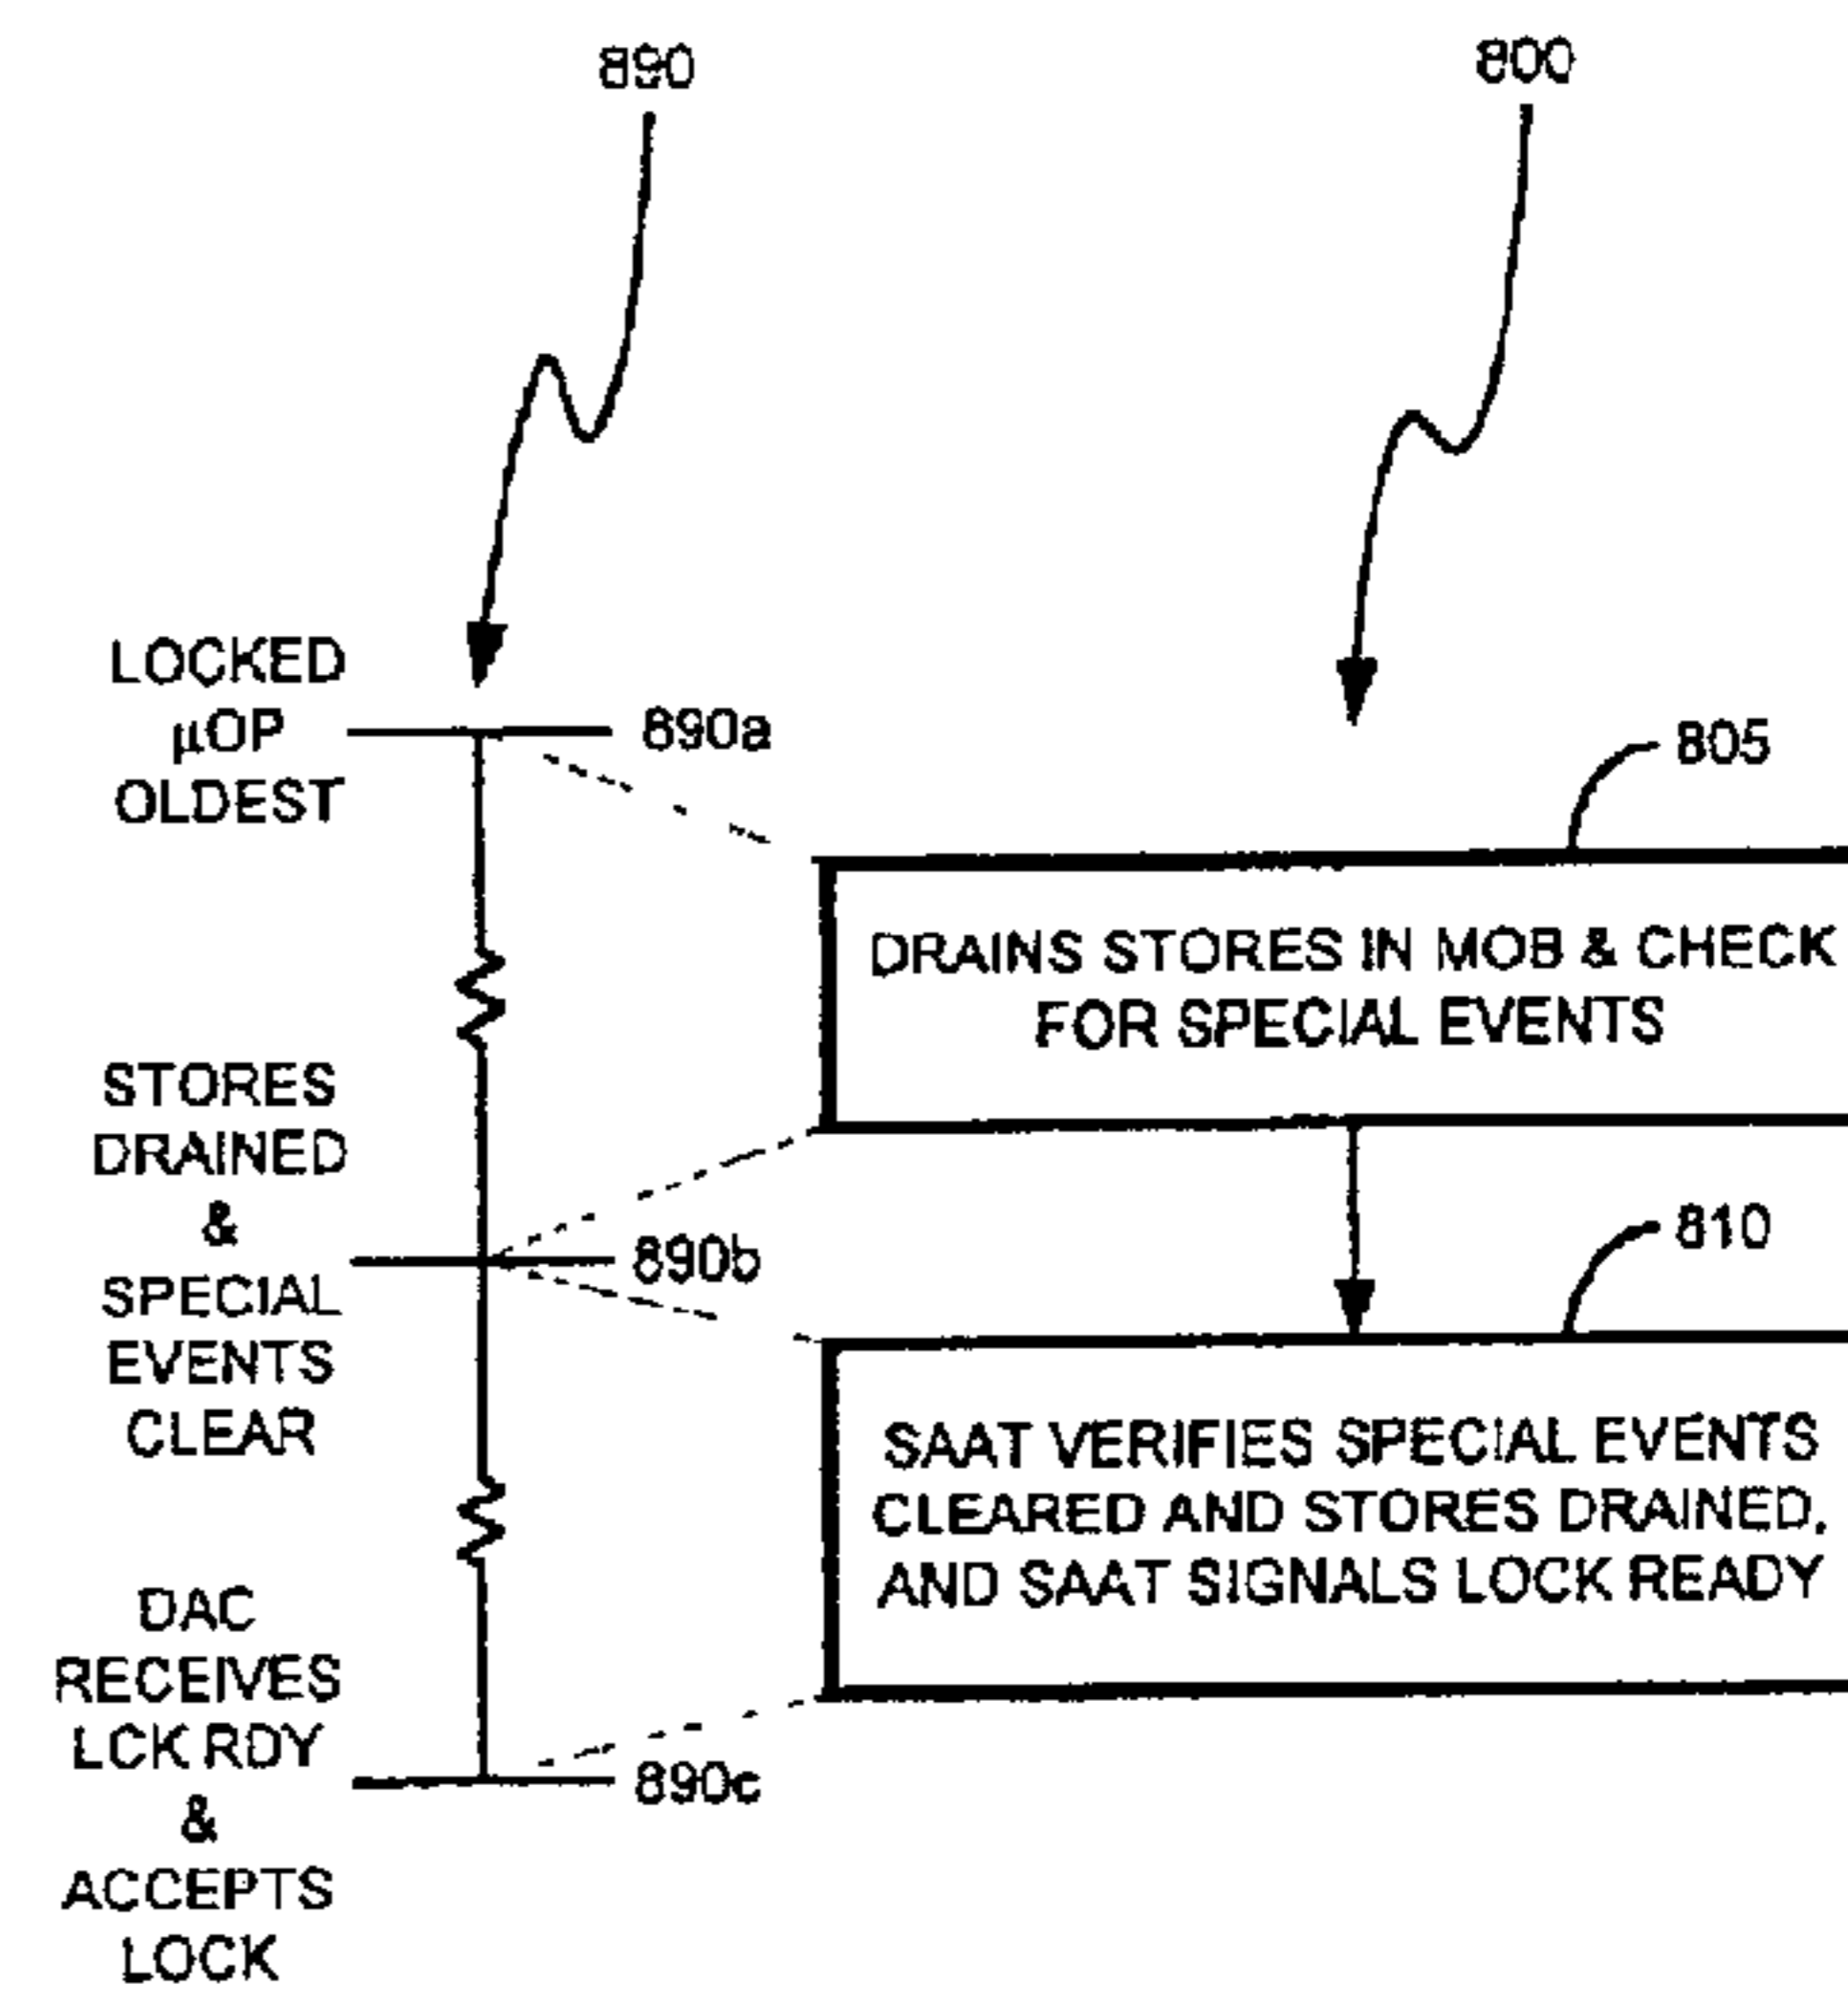 890
800
LOCKED
µOP
OLDEST
890a
805
DRAINS STORES IN MOB & CHECK
FOR SPECIAL EVENTS
STORES
DRAINED
&
SPECIAL
EVENTS
CLEAR
890b
810
SAAT VERIFIES SPECIAL EVENTS
CLEARED AND STORES DRAINED,
AND SAAT SIGNALS LOCK READY
DAC
RECEIVES
LCK RDY
&
ACCEPTS
LOCK
890c